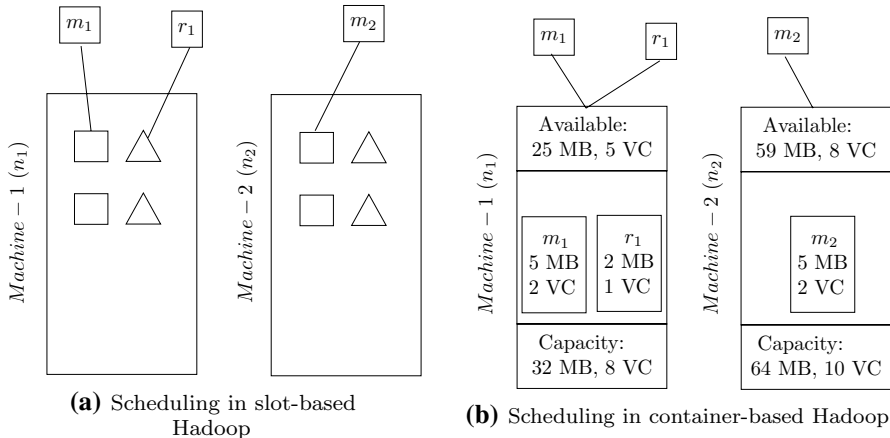 m1
r1
m2
Machine − 1 (n1)
Machine − 2 (n2)
(a) Scheduling in slot-based
Hadoop
m1
r1
m2
Machine − 1 (n1)
Available:
25 MB, 5 VC
m1
5 MB
2 VC
r1
2 MB
1 VC
Capacity:
32 MB, 8 VC
Machine − 2 (n2)
Available:
59 MB, 8 VC
m2
5 MB
2 VC
Capacity:
64 MB, 10 VC
(b) Scheduling in container-based Hadoop